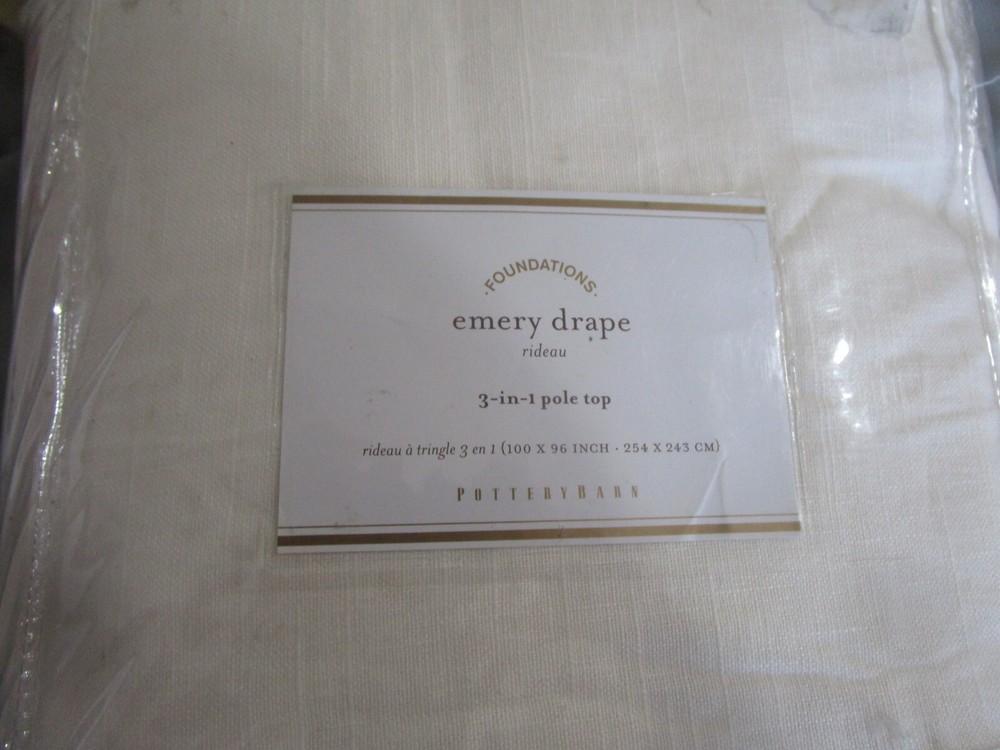 ·FOUNDATIONS·
emery drape
rideau
3-in-1 pole top
rideau à tringle 3 en 1 (100 X 96 INCH · 254 X 243 CM)
POTTERYBARN